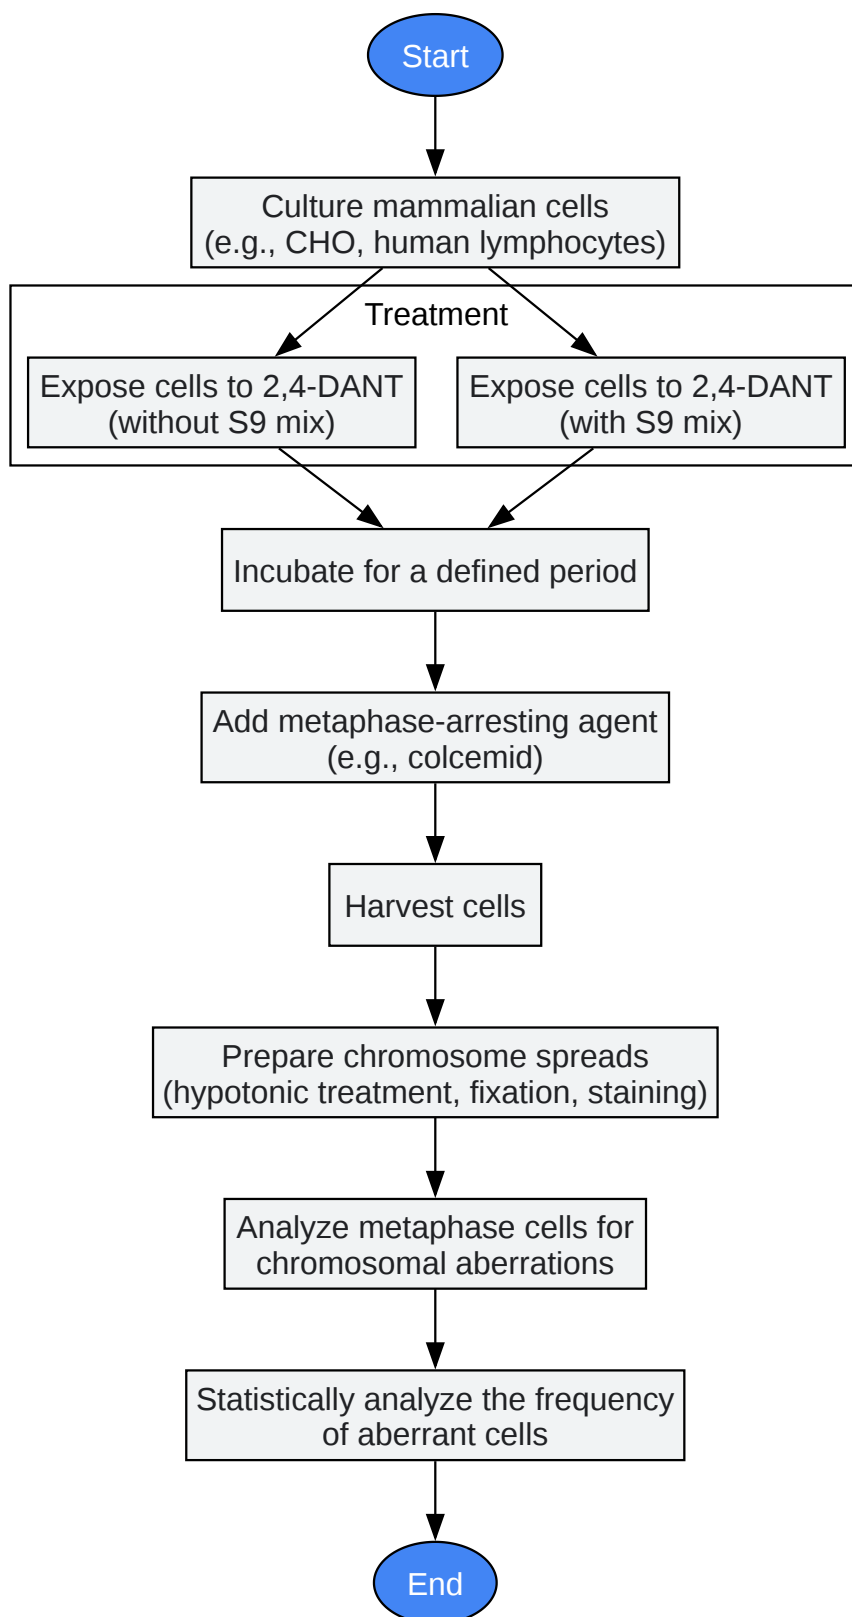 Start
Culture mammalian cells
(e.g., CHO, human lymphocytes)
Treatment
Expose cells to 2,4-DANT
(without S9 mix)
Expose cells to 2,4-DANT
(with S9 mix)
Incubate for a defined period
Add metaphase-arresting agent
(e.g., colcemid)
Harvest cells
Prepare chromosome spreads
(hypotonic treatment, fixation, staining)
Analyze metaphase cells for
chromosomal aberrations
Statistically analyze the frequency
of aberrant cells
End